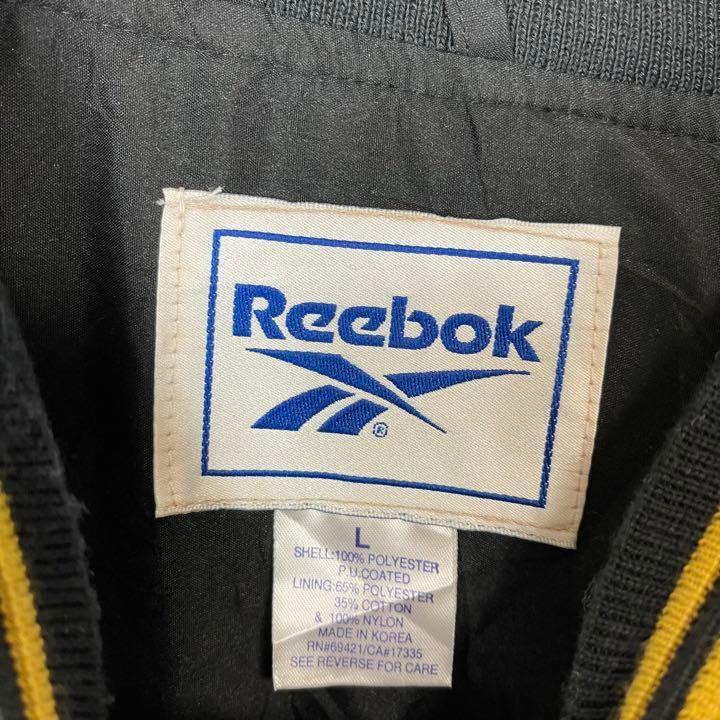 Reebok
®
L
SHELL:100% POLYESTER
P.U.COATED
LINING:65% POLYESTER
35% COTTON
& 100% NYLON
MADE IN KOREA
RN#69421/CA#17335
SEE REVERSE FOR CARE